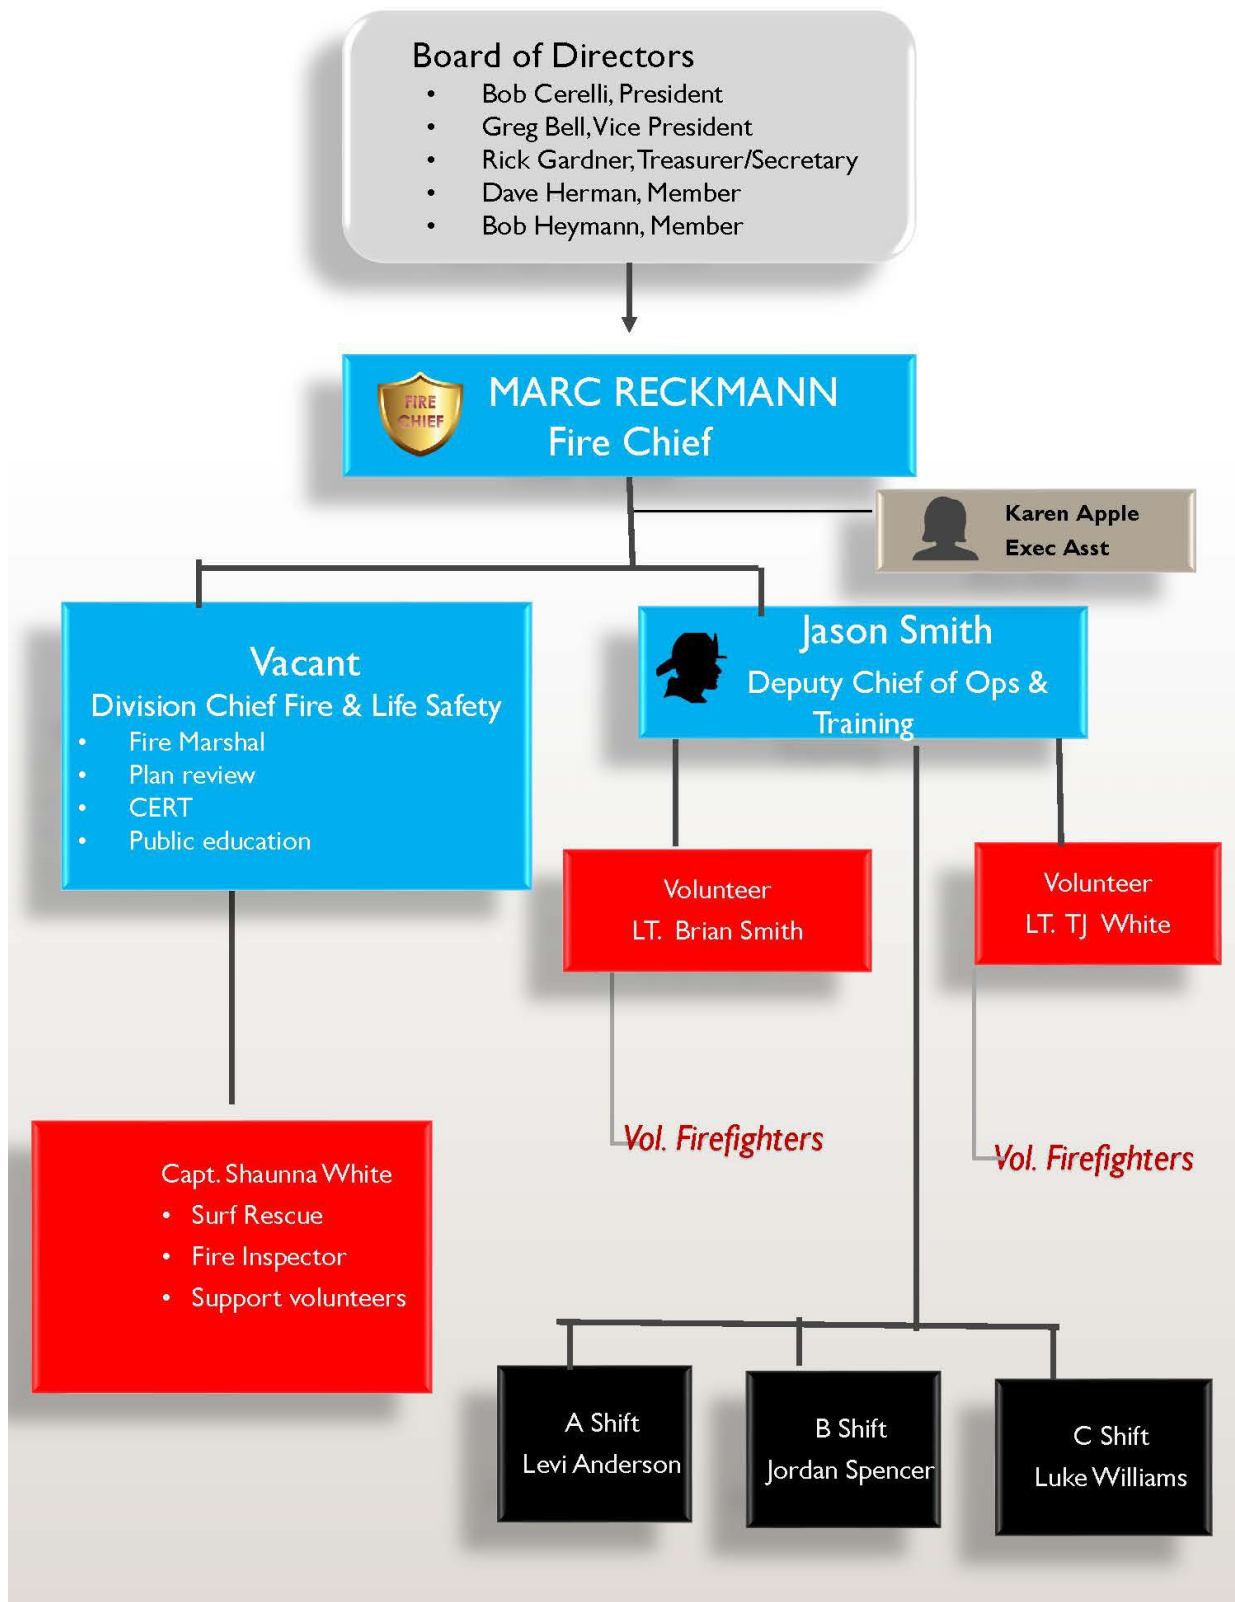 Board of Directors
• Bob Cerelli, President
• Greg Bell, Vice President
• Rick Gardner, Treasurer/Secretary
• Dave Herman, Member
• Bob Heymann, Member
FIRE
CHIEF
MARC RECKMANN
Fire Chief
Karen Apple
Exec Asst
Vacant
Division Chief Fire & Life Safety
• Fire Marshal
• Plan review
• CERT
• Public education
Jason Smith
Deputy Chief of Ops &
Training
Volunteer
LT. Brian Smith
Volunteer
LT. TJ White
Vol. Firefighters
Vol. Firefighters
Capt. Shaunna White
• Surf Rescue
• Fire Inspector
• Support volunteers
A Shift
Levi Anderson
B Shift
Jordan Spencer
C Shift
Luke Williams